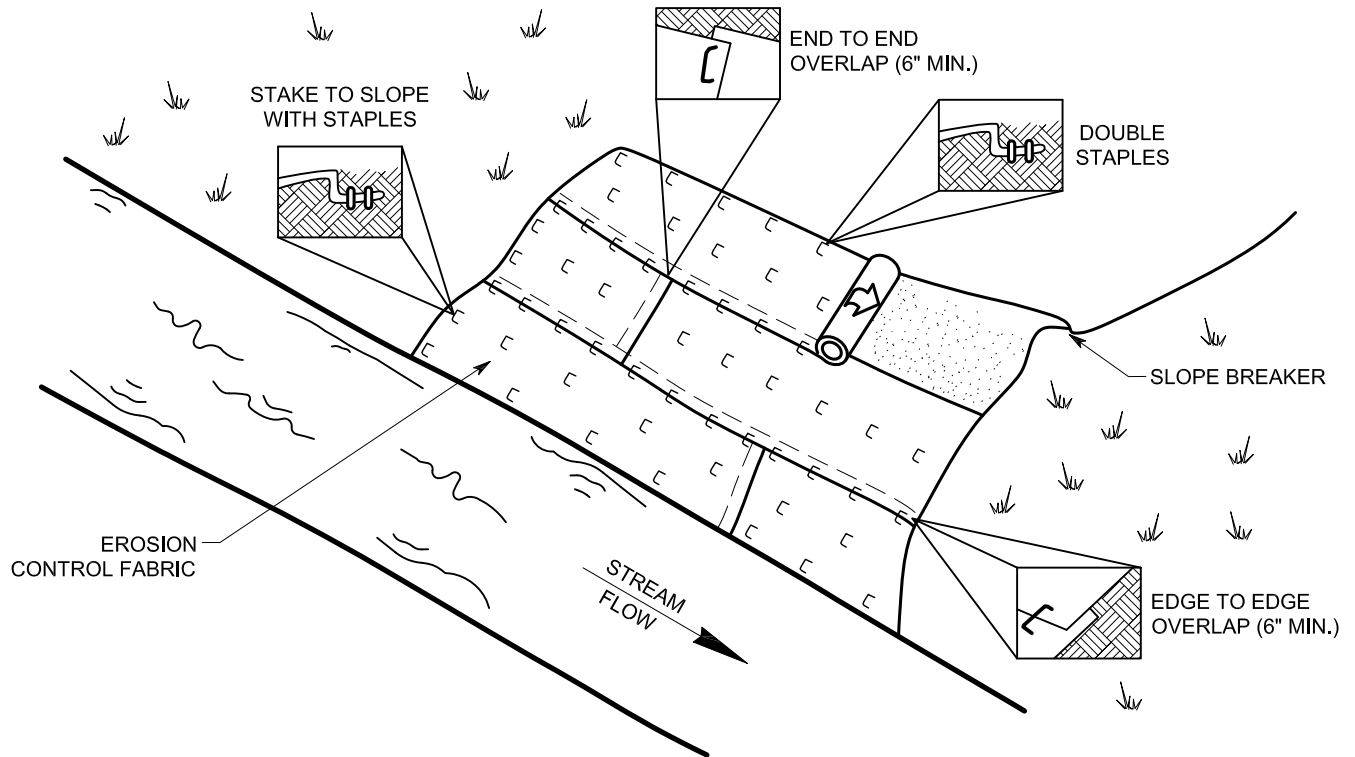 END TO END
OVERLAP (6" MIN.)
STAKE TO SLOPE
WITH STAPLES
DOUBLE
STAPLES
SLOPE BREAKER
EROSION
CONTROL FABRIC
STREAM
FLOW
EDGE TO EDGE
OVERLAP (6" MIN.)